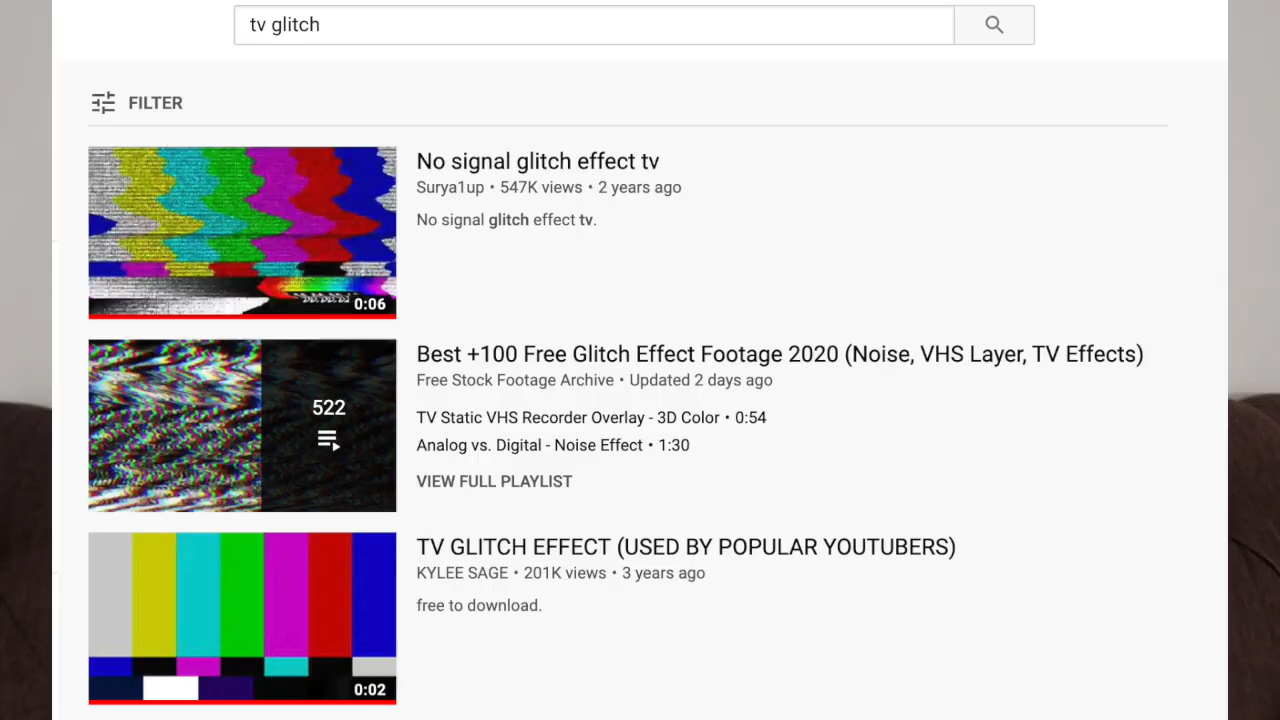 tv glitch
FILTER
No signal glitch effect tv
Surya1up • 547K views • 2 years ago
No signal glitch effect tv.
0:06
Best +100 Free Glitch Effect Footage 2020 (Noise, VHS Layer, TV Effects)
Free Stock Footage Archive • Updated 2 days ago
522
TV Static VHS Recorder Overlay - 3D Color • 0:54
Analog vs. Digital - Noise Effect • 1:30
VIEW FULL PLAYLIST
TV GLITCH EFFECT (USED BY POPULAR YOUTUBERS)
KYLEE SAGE • 201K views • 3 years ago
free to download.
0:02